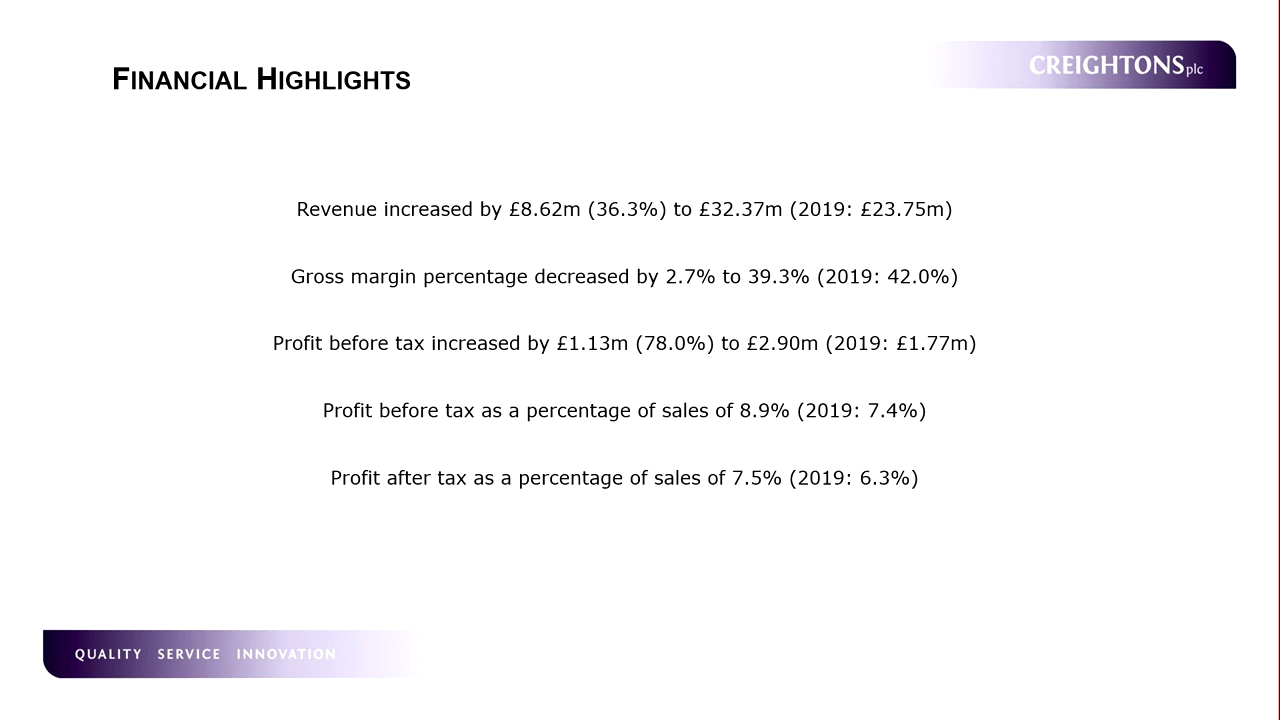 FINANCIAL HIGHLIGHTS
CREIGHTONS plc
Revenue increased by £8.62m (36.3%) to £32.37m (2019: £23.75m)
Gross margin percentage decreased by 2.7% to 39.3% (2019: 42.0%)
Profit before tax increased by £1.13m (78.0%) to £2.90m (2019: £1.77m)
Profit before tax as a percentage of sales of 8.9% (2019: 7.4%)
Profit after tax as a percentage of sales of 7.5% (2019: 6.3%)
QUALITY SERVICE INNOVATION